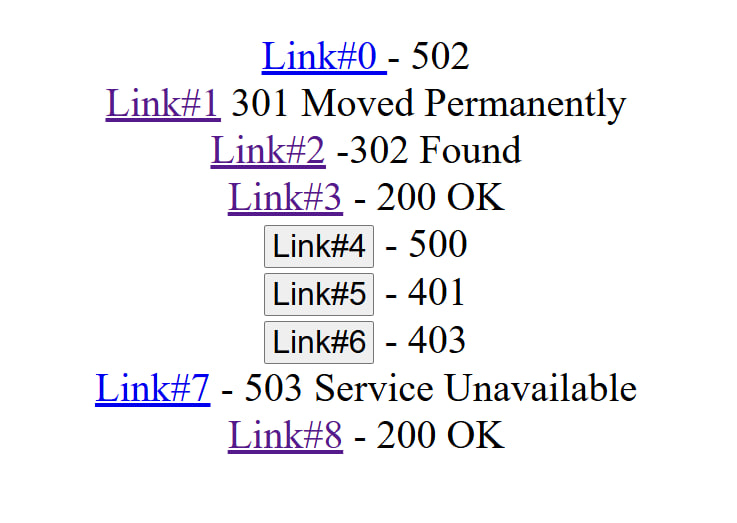 Link#0 - 502
Link#1 301 Moved Permanently
Link#2 -302 Found
Link#3 - 200 OK
Link#4 - 500
Link#5 - 401
Link#6 - 403
Link#7 - 503 Service Unavailable
Link#8 - 200 OK